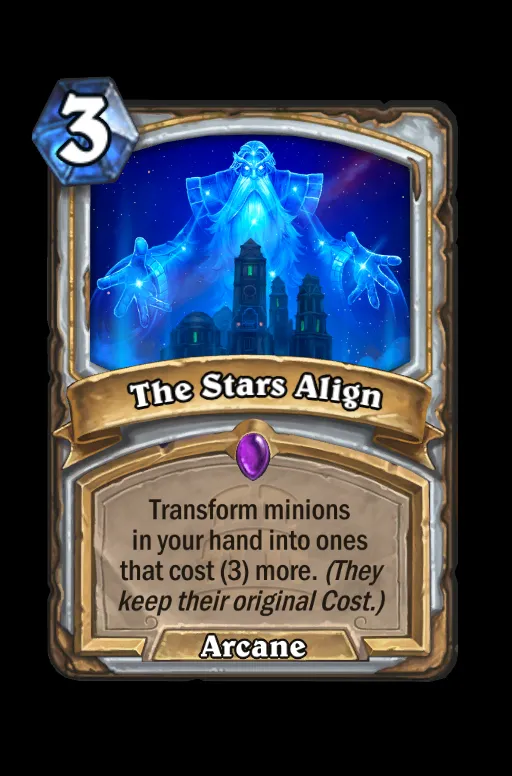 3
The Stars Align
Transform minions
in your hand into ones
that cost (3) more. (They
keep their original Cost.)
Arcane